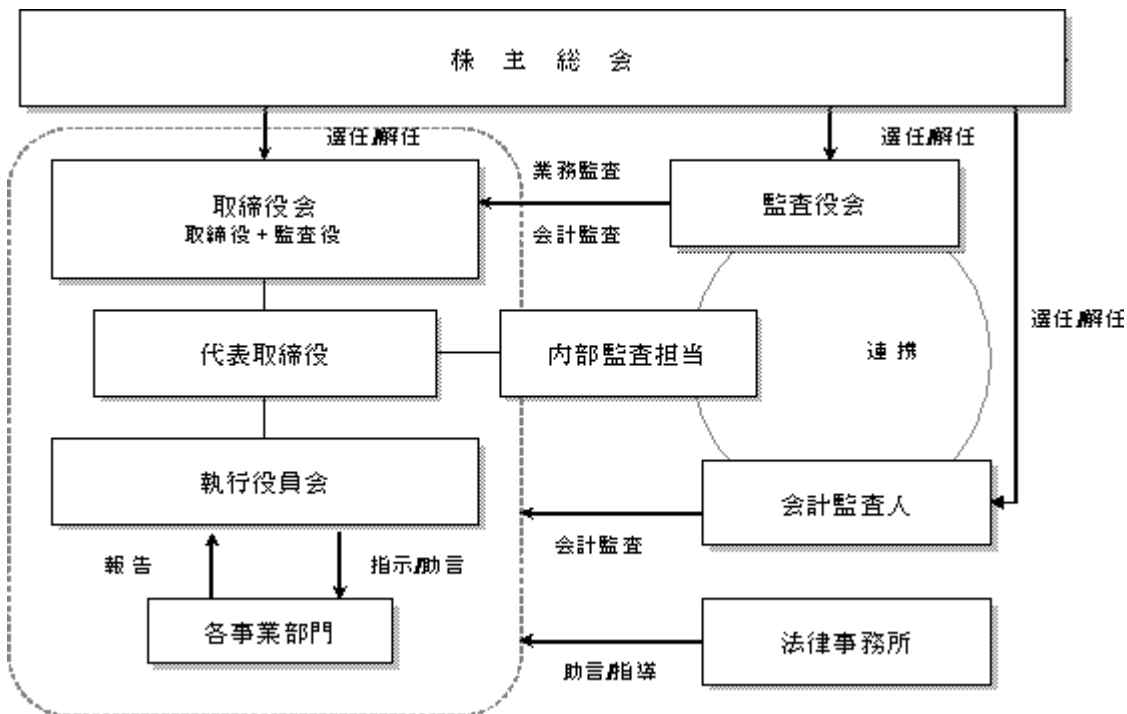 株主総会
選任/解任
選任/解任
業務監査
取締役会
取締役+監査役
監査役会
会計監査
選任/解任
代表取締役
内部監査担当
連携
執行役員会
会計監査人
会計監査
報告
指示/助言
各事業部門
法律事務所
助言/指導